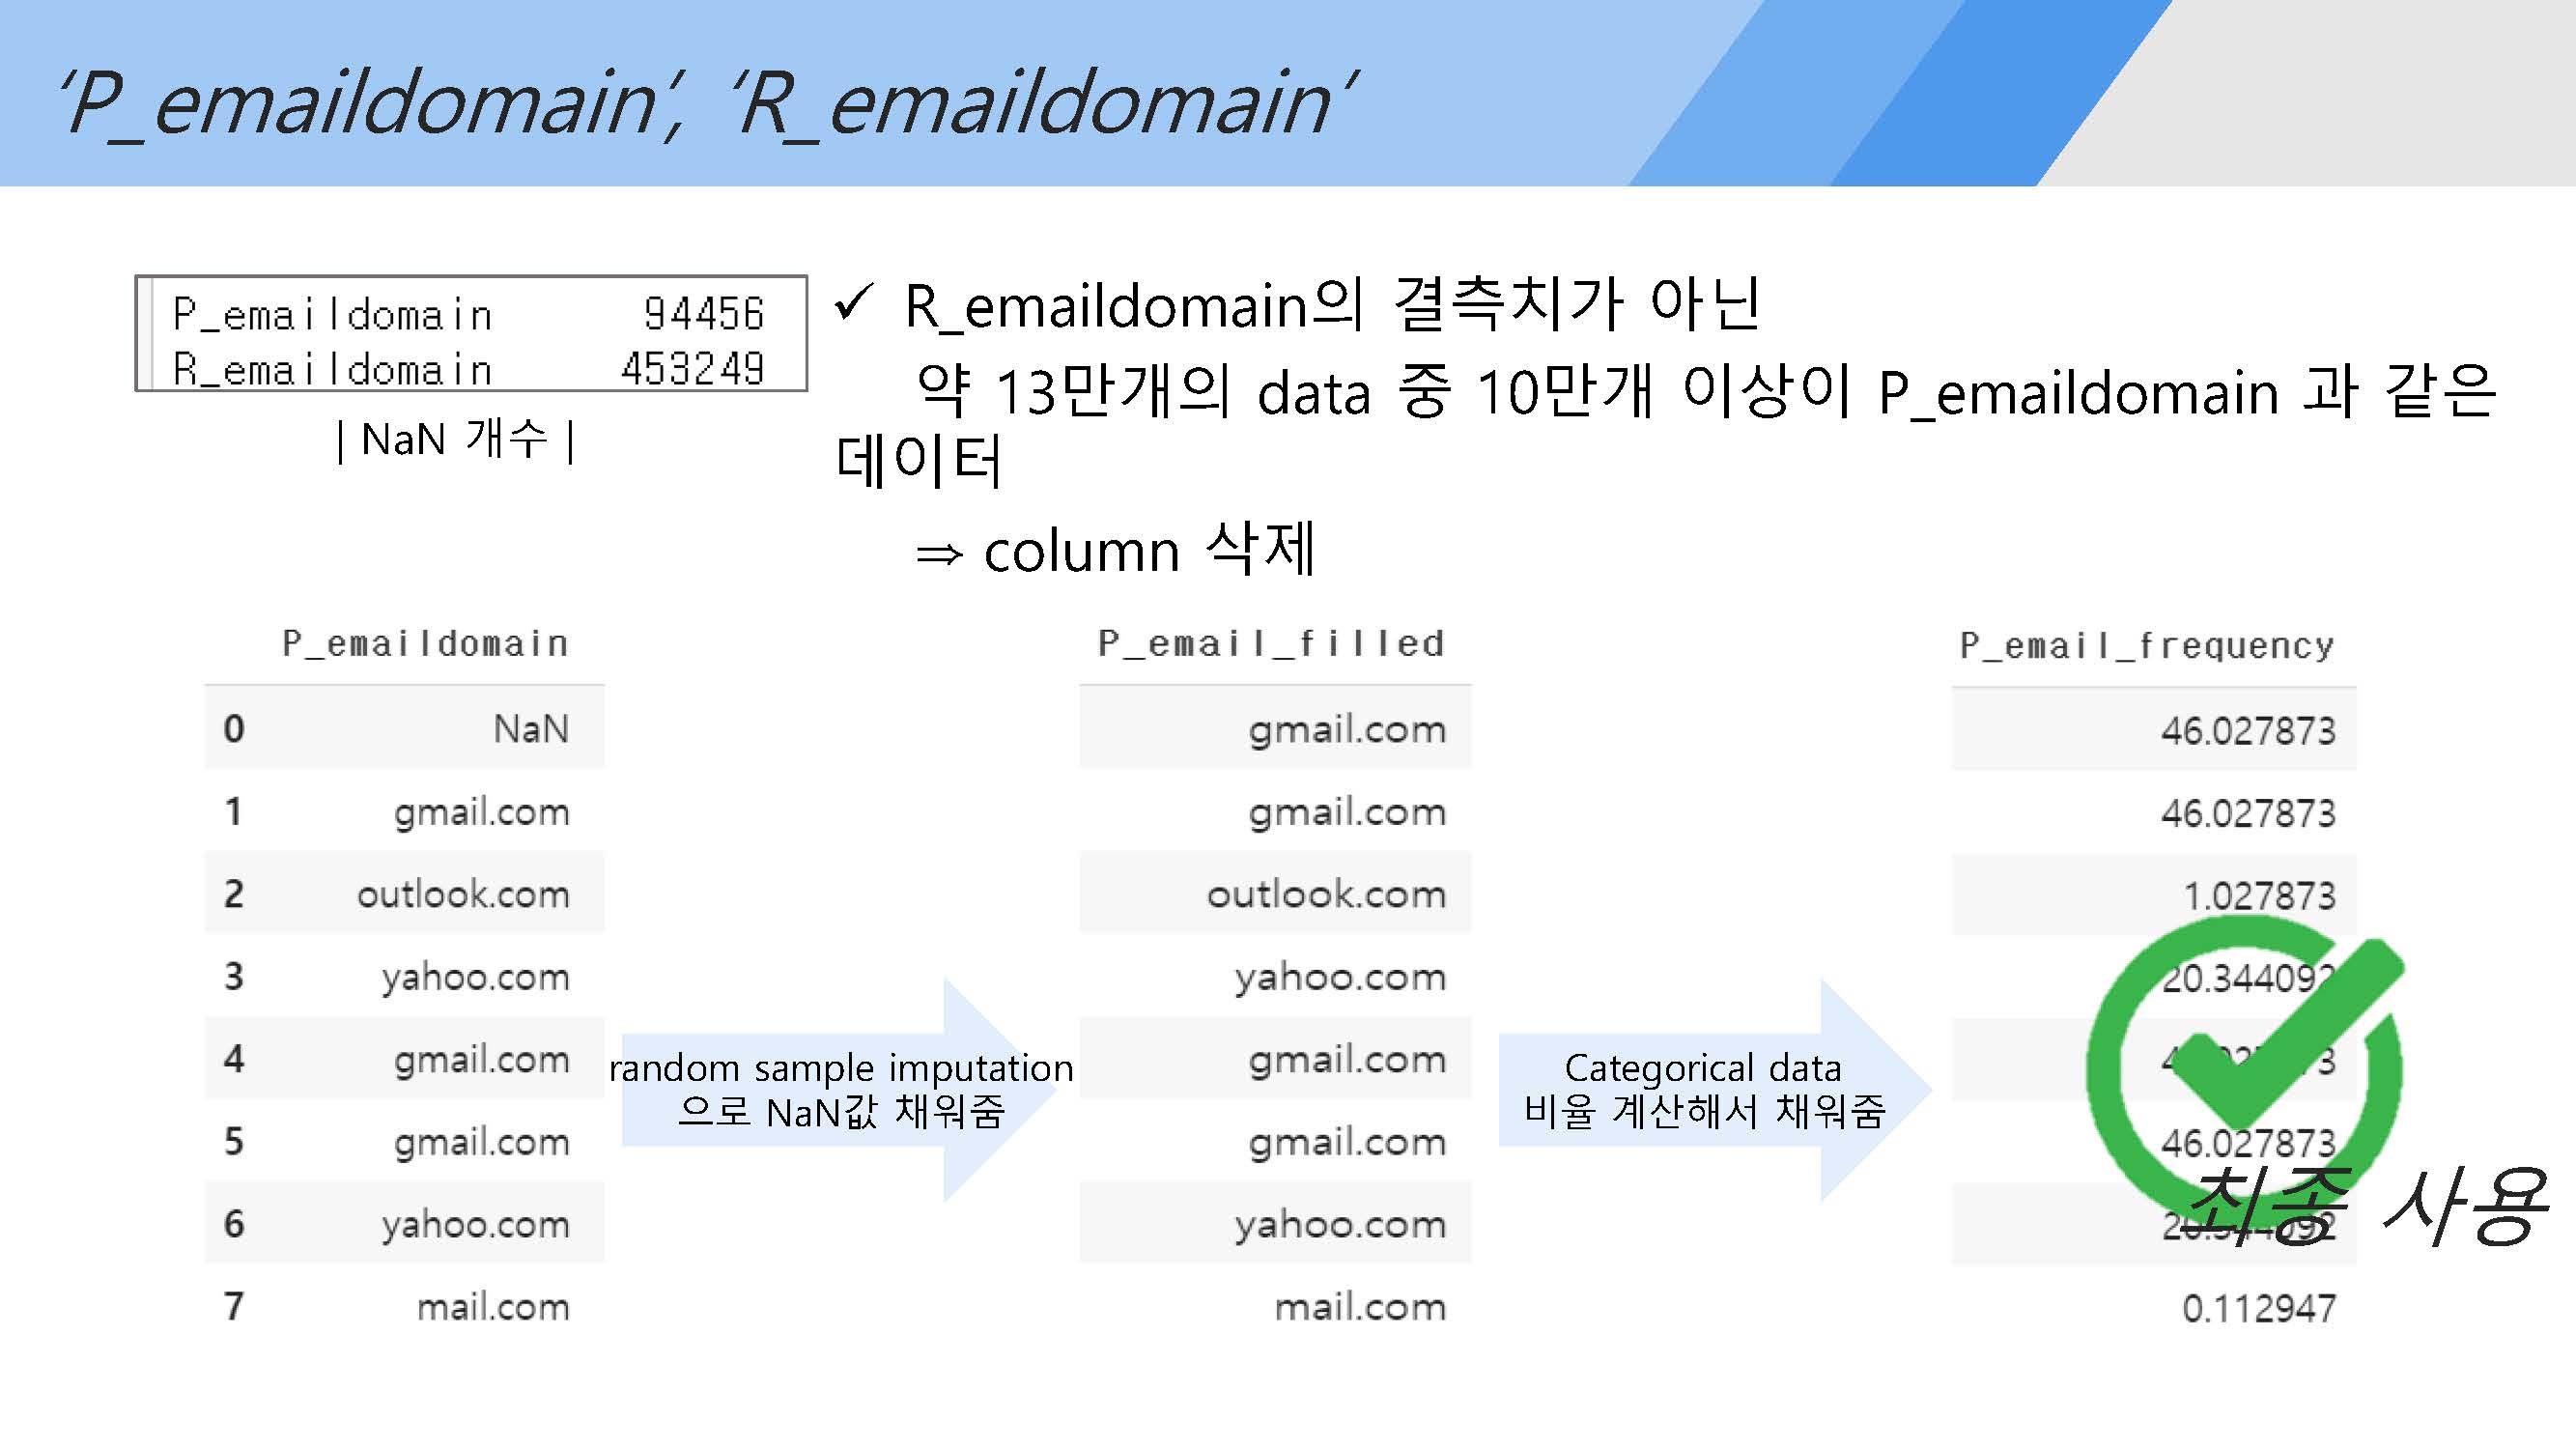 ‘P_emaildomain’, ‘R_emaildomain’
P_emaildomain 94456
R_emaildomain 453249
| NaN 개수 |
✓ R_emaildomain의 결측치가 아닌
약 13만개의 data 중 10만개 이상이 P_emaildomain 과 같은
데이터
⇒ column 삭제
P_emaildomain
0 NaN
1 gmail.com
2 outlook.com
3 yahoo.com
4 gmail.com
5 gmail.com
6 yahoo.com
7 mail.com
random sample imputation
으로 NaN값 채워줌
P_email_filled
gmail.com
gmail.com
outlook.com
yahoo.com
gmail.com
gmail.com
yahoo.com
mail.com
Categorical data
비율 계산해서 채워줌
P_email_frequency
46.027873
46.027873
1.027873
20.344092
46.027873
0.112947
최종 사용